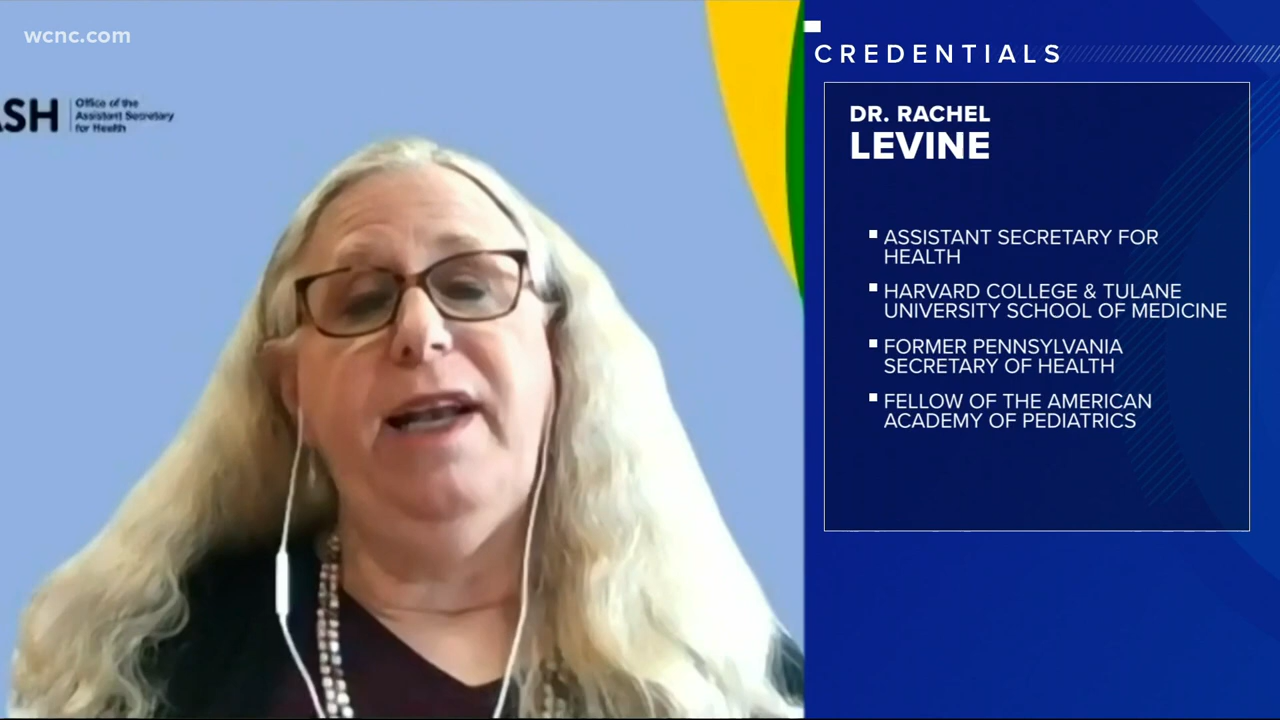 wcnc.com
ASH
Office of the
Assistant Secretary
for Health
CREDENTIALS
DR. RACHEL
LEVINE
ASSISTANT SECRETARY FOR
HEALTH
HARVARD COLLEGE & TULANE
UNIVERSITY SCHOOL OF MEDICINE
FORMER PENNSYLVANIA
SECRETARY OF HEALTH
FELLOW OF THE AMERICAN
ACADEMY OF PEDIATRICS